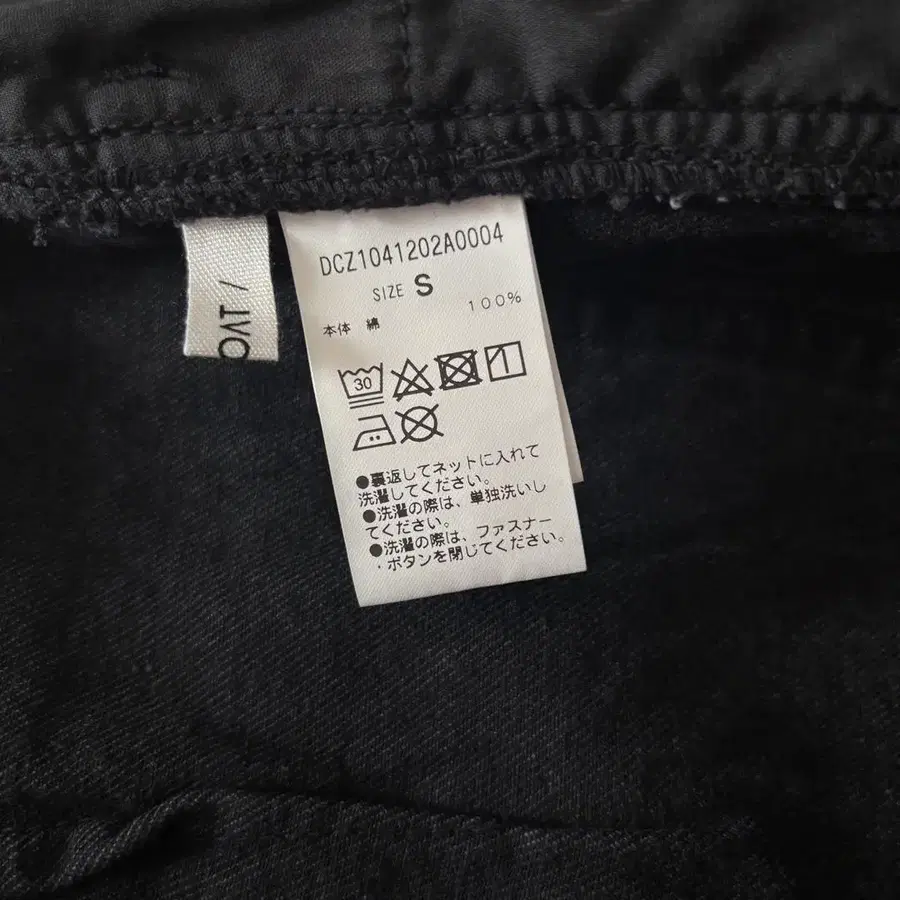 DCZ1041202A0004
SIZE S
100%
本体 綿
30
●裏返してネットに入れて
洗濯してください。
●洗濯の際は、単独洗いし
てください。
●洗濯の際は、ファスナー
・ボタンを閉じてください。
OVT /